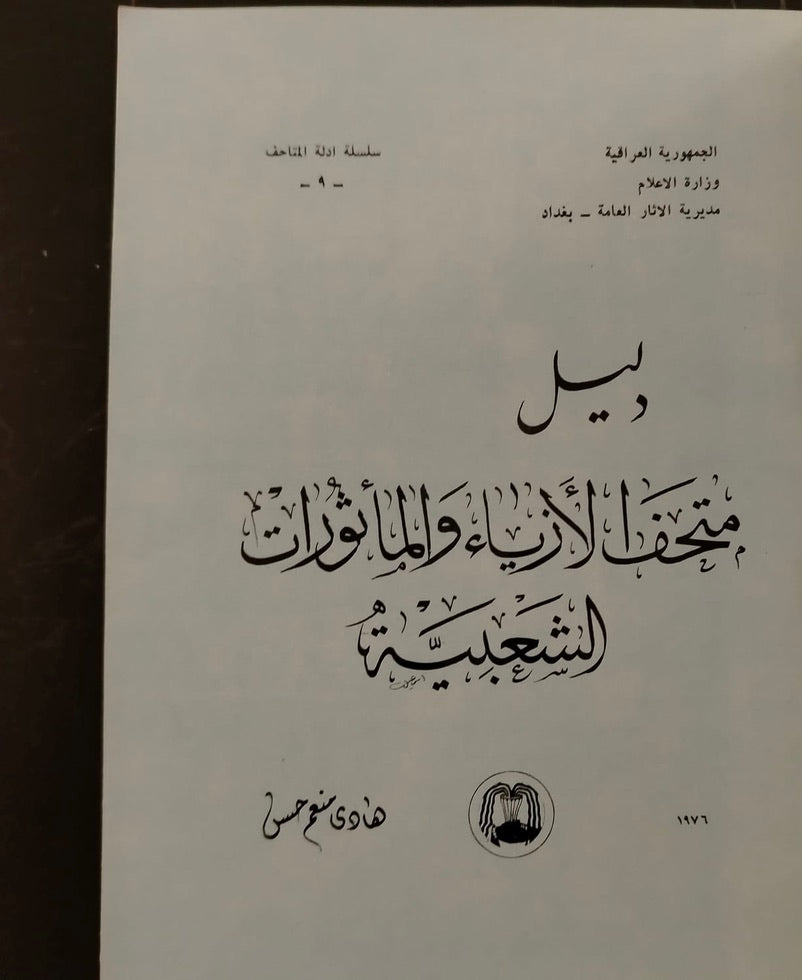 الجمهورية العراقية
وزارة الاعلام
مديرية الاثار العامة ـ بغداد
سلسلة ادلة المتاحف
ـ ٩ ـ
دليل
متحف الأزياء والمأثورات
الشعبية
١٩٧٦
هادى منعم حسن